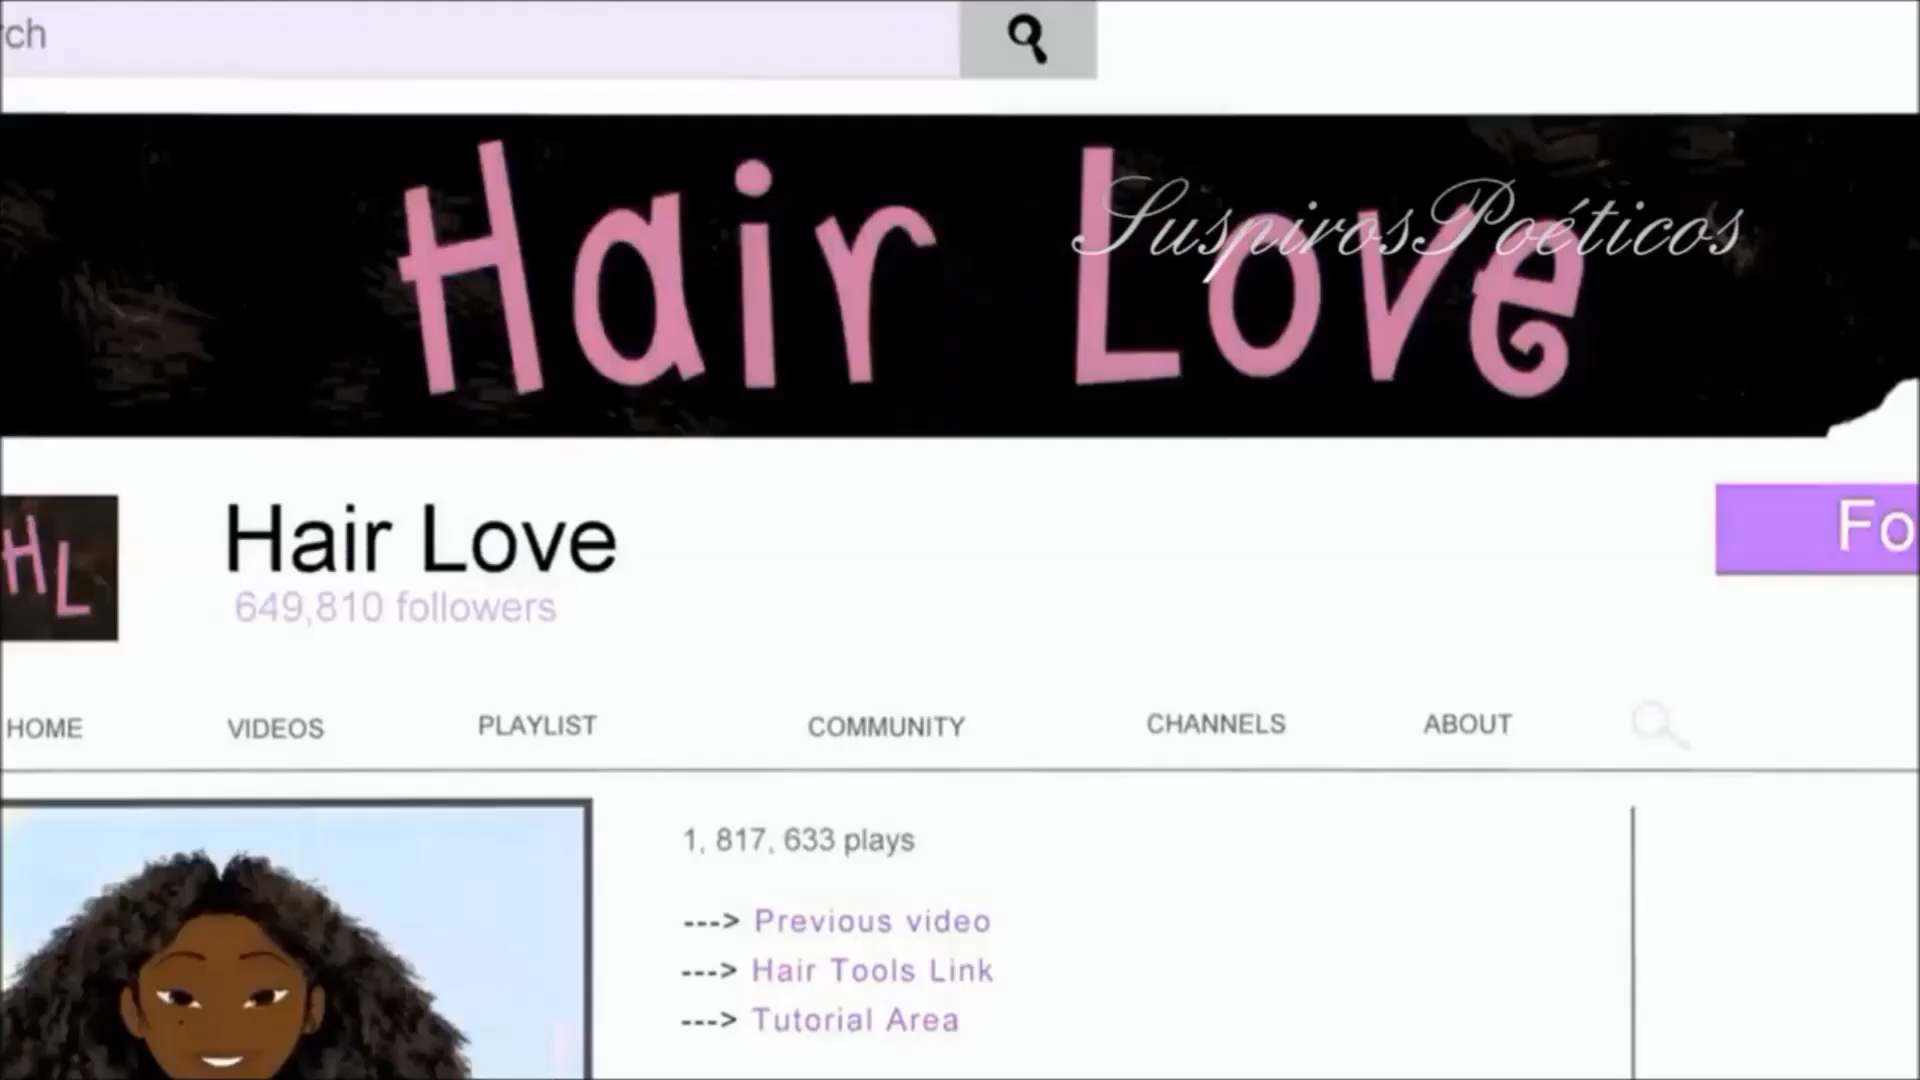 rch
Hair Love
SuspirosPoéticos
HL
Hair Love
Fo
649,810 followers
HOME VIDEOS PLAYLIST COMMUNITY CHANNELS ABOUT
1, 817, 633 plays
---> Previous video
---> Hair Tools Link
---> Tutorial Area